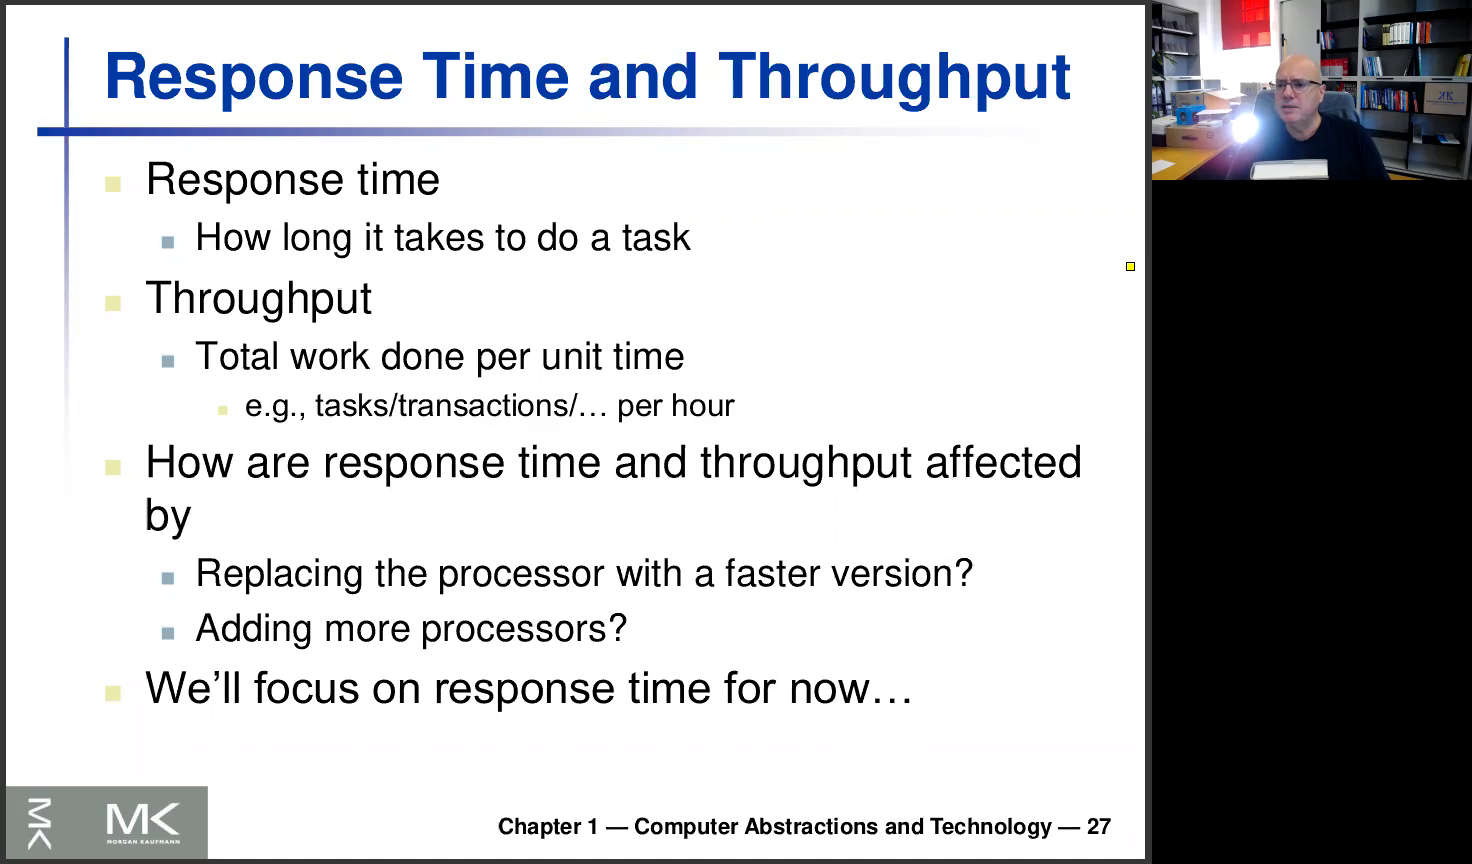 Response Time and Throughput
Response time
How long it takes to do a task
Throughput
Total work done per unit time
e.g., tasks/transactions/… per hour
How are response time and throughput affected
by
Replacing the processor with a faster version?
Adding more processors?
We’ll focus on response time for now…
MK
MK
MORGAN KAUFMANN
Chapter 1 — Computer Abstractions and Technology — 27